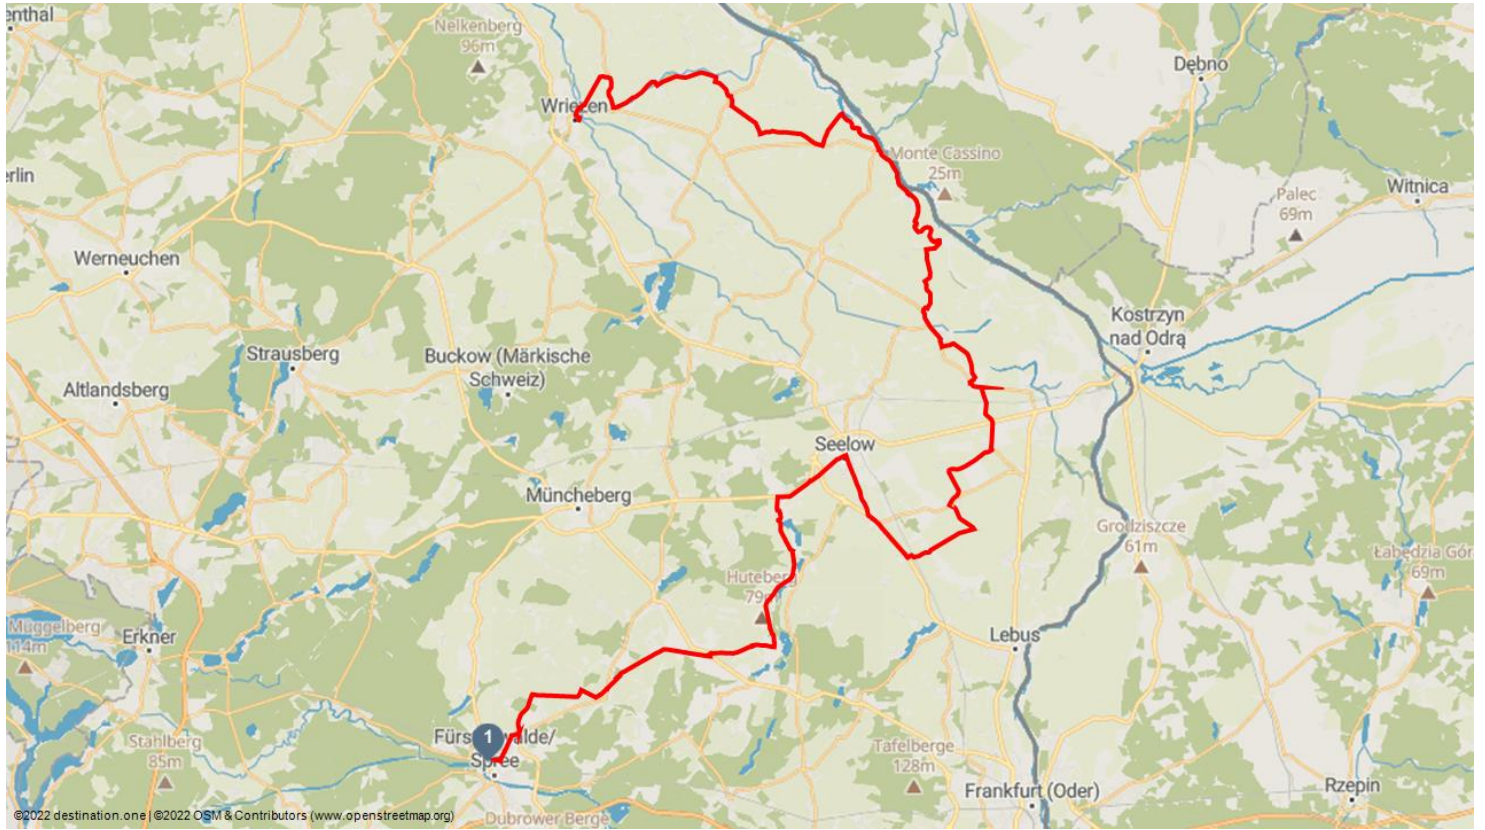 enthal
Nelkenberg
96m
Dębno
Wriezen
Monte Cassino
25m
erlin
Palec
69m
Witnica
Werneuchen
Kostrzyn
nad Odrą
Strausberg
Buckow (Märkische
Schweiz)
Altlandsberg
Seelow
Müncheberg
Grodziszcze
61m
Łabędzia Gór
69m
Huteberg
Müggelberg
114m
Erkner
Lebus
1
Stahlberg
85m
Spree
Tafelberge
128m
Frankfurt (Oder)
Rzepin
Dubrower Berge
©2022 destination.one | ©2022 OSM & Contributors (www.openstreetmap.org)